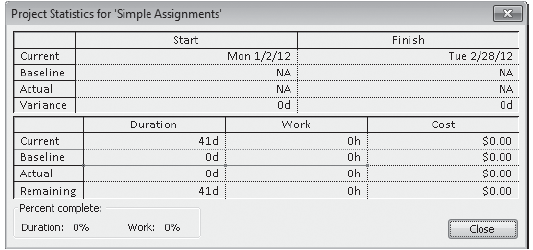 Project Statistics for 'Simple Assignments'
Start Finish
Current Mon 1/2/12 Tue 2/28/12
Baseline NA NA
Actual NA NA
Variance 0d 0d
Duration Work Cost
Current 41d 0h $0.00
Baseline 0d 0h $0.00
Actual 0d 0h $0.00
Remaining 41d 0h $0.00
Percent complete:
Duration: 0% Work: 0% Close